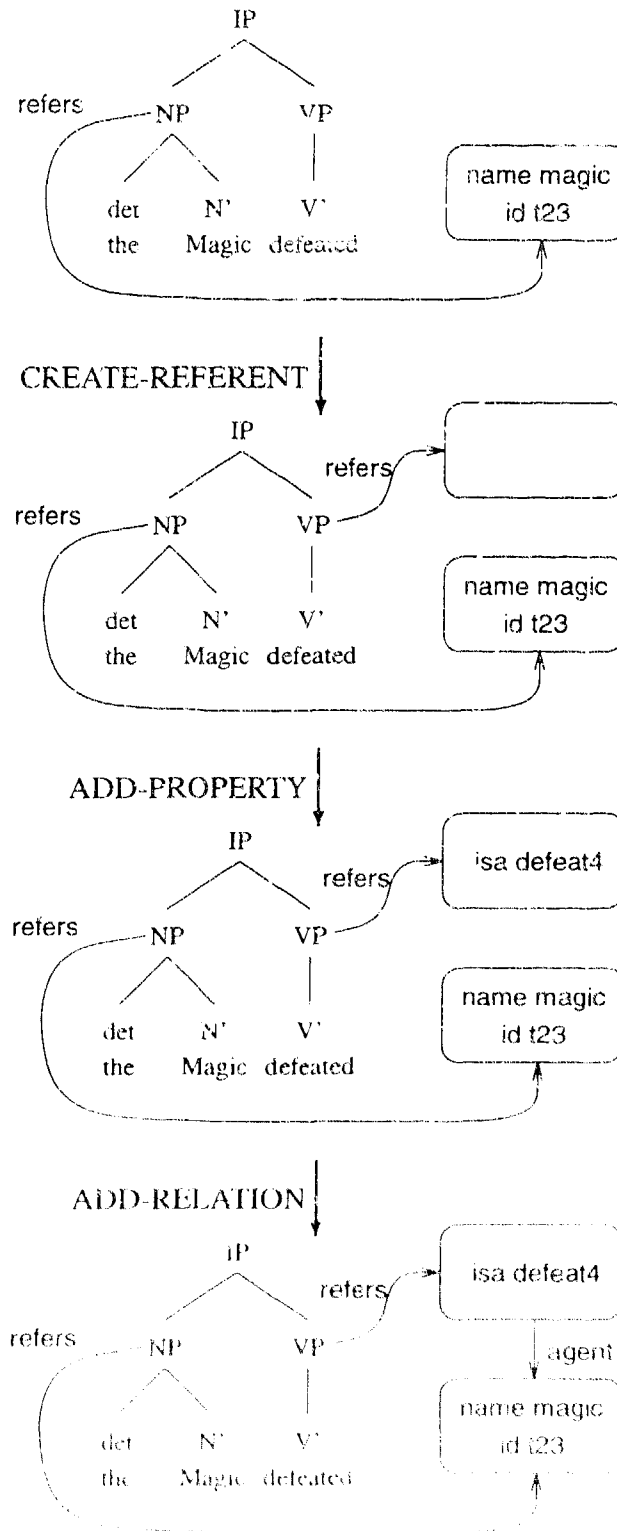 IP
refers NP VP
name magic
det N' V' id t23
the Magic defeated
CREATE-REFERENT
IP
refers
refers NP VP
name magic
det N' V' id t23
the Magic defeated
ADD-PROPERTY
IP
isa defeat4
refers
refers NP VP
name magic
det N' V' id t23
the Magic defeated
ADD-RELATION
IP
isa defeat4
refers
refers NP VP agent
name magic
det N' V' id t23
the Magic defeated